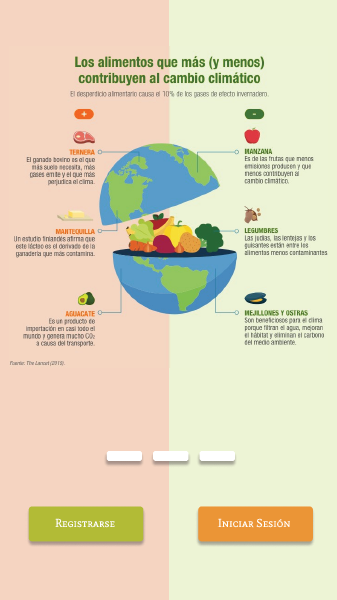 Los alimentos que más (y menos)
contribuyen al cambio climático
El desperdicio alimentario causa el 10% de los gases de efecto invernadero.
+
-
TERNERA
El ganado bovino es el que
más suelo necesita, más
gases emite y el que más
perjudica el clima.
MANZANA
Es de las frutas que menos
emisiones producen y que
menos contribuyen al
cambio climático.
MANTEQUILLA
Un estudio finlandés afirma que
este lácteo es el derivado de la
ganadería que más contamina.
LEGUMBRES
Las judías, las lentejas y los
guisantes están entre los
alimentos menos contaminantes
AGUACATE
Es un producto de
importación en casi todo el
mundo y genera mucho CO₂
a causa del transporte.
MEJILLONES Y OSTRAS
Son beneficiosos para el clima
porque filtran el agua, mejoran
el hábitat y eliminan el carbono
del medio ambiente.
Fuente: The Lancet (2019).
Registrarse
Iniciar Sesión